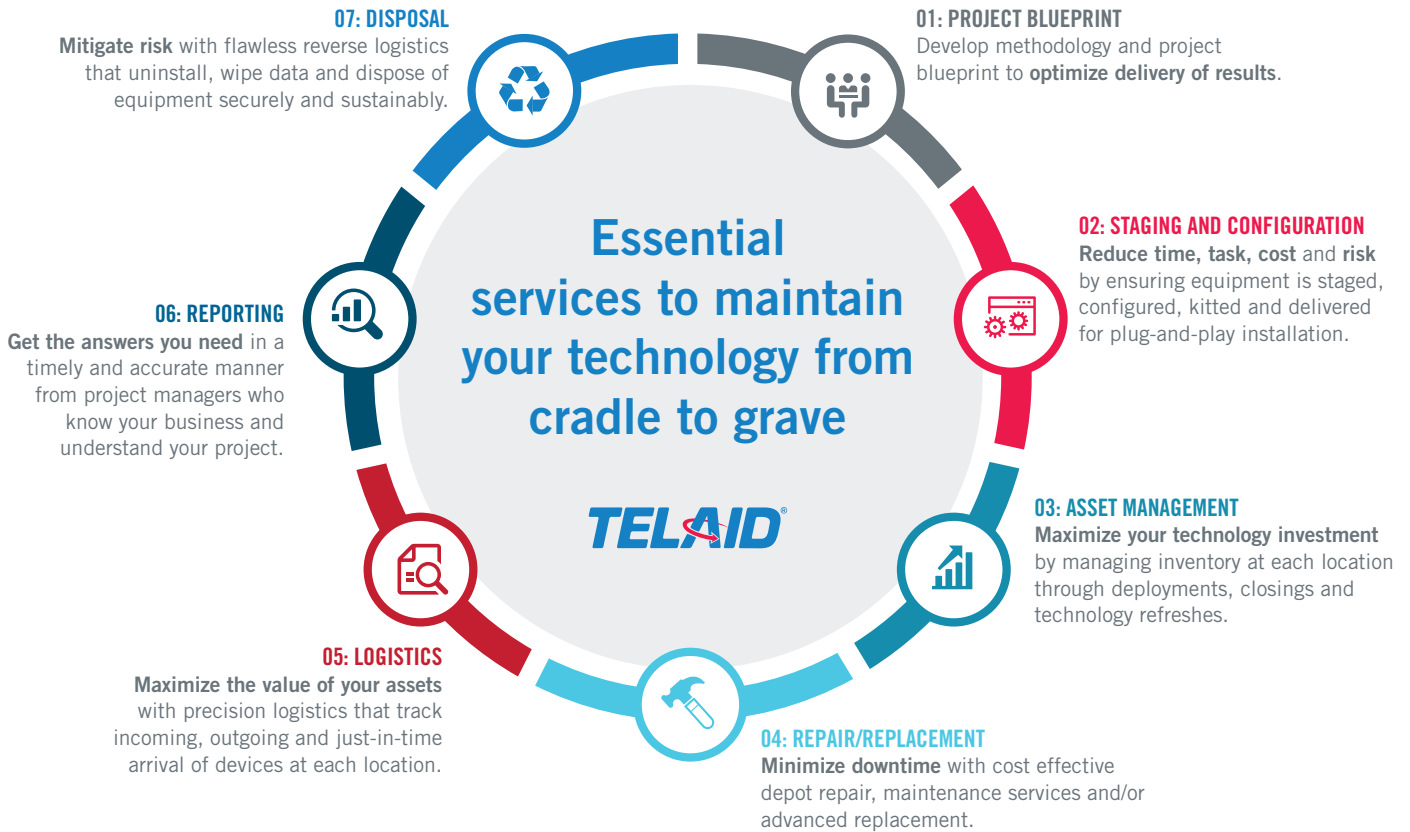 Essential
services to maintain
your technology from
cradle to grave
TELAID®
01: PROJECT BLUEPRINT
Develop methodology and project
blueprint to optimize delivery of results.
02: STAGING AND CONFIGURATION
Reduce time, task, cost and risk
by ensuring equipment is staged,
configured, kitted and delivered
for plug-and-play installation.
03: ASSET MANAGEMENT
Maximize your technology investment
by managing inventory at each location
through deployments, closings and
technology refreshes.
04: REPAIR/REPLACEMENT
Minimize downtime with cost effective
depot repair, maintenance services and/or
advanced replacement.
05: LOGISTICS
Maximize the value of your assets
with precision logistics that track
incoming, outgoing and just-in-time
arrival of devices at each location.
06: REPORTING
Get the answers you need in a
timely and accurate manner
from project managers who
know your business and
understand your project.
07: DISPOSAL
Mitigate risk with flawless reverse logistics
that uninstall, wipe data and dispose of
equipment securely and sustainably.